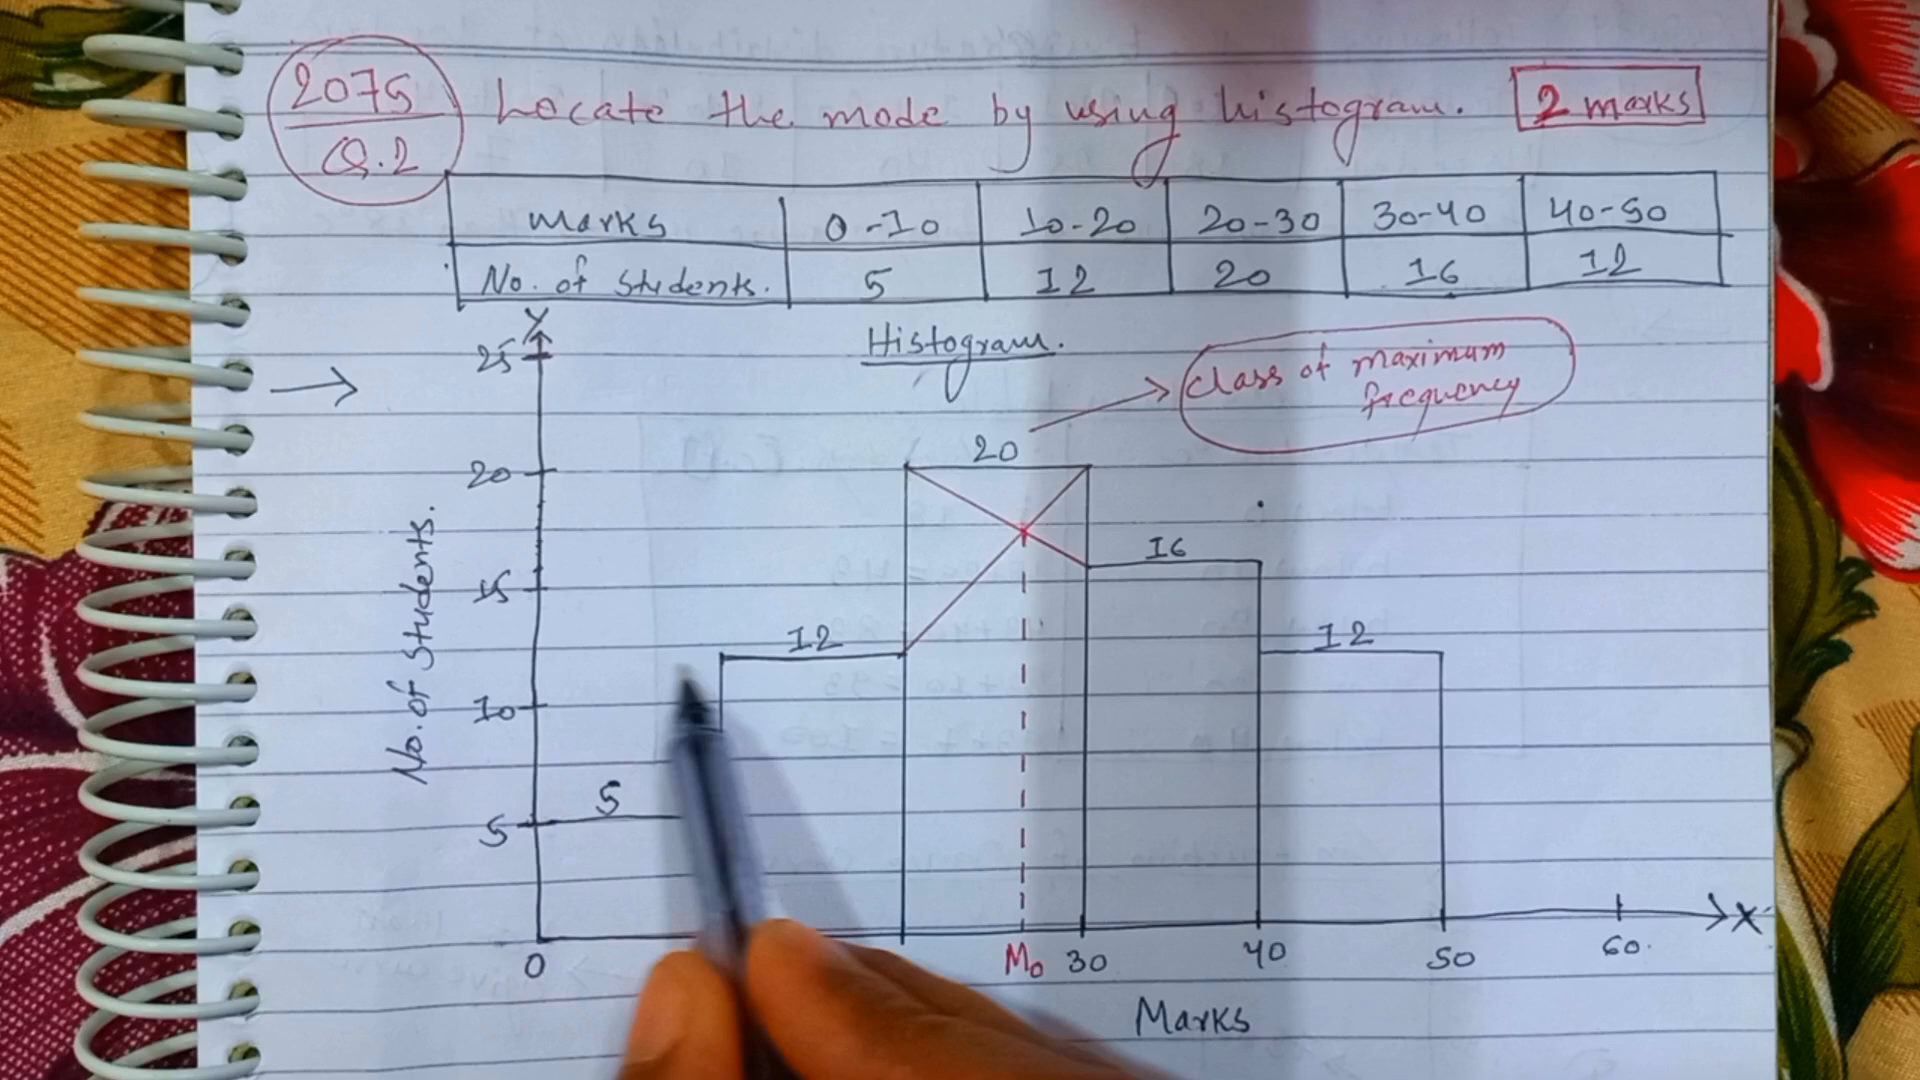 2075
Q.2
Locate the mode by using histogram. 2 marks
Marks 0-10 10-20 20-30 30-40 40-50
No. of Students. 5 12 20 16 12
Histogram.
Y
25
class of maximum
frequency
20
20
16
15
12
12
10
5
5
No. of Students.
0 M₀ 30 40 50 60. X
Marks